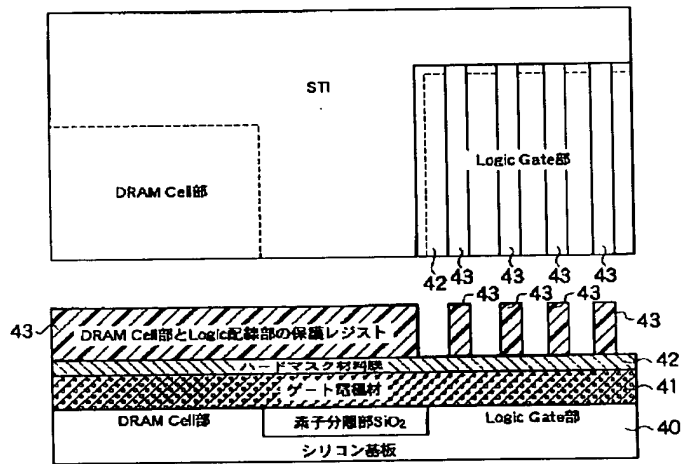 STI
DRAM Cell部
Logic Gate部
42 43 43 43 43
43 43 43
43 DRAM Cell部とLogic配線部の保護レジスト 43
ハードマスク材料膜 42
ゲート電極材 41
DRAM Cell部 素子分離部SiO₂ Logic Gate部 40
シリコン基板